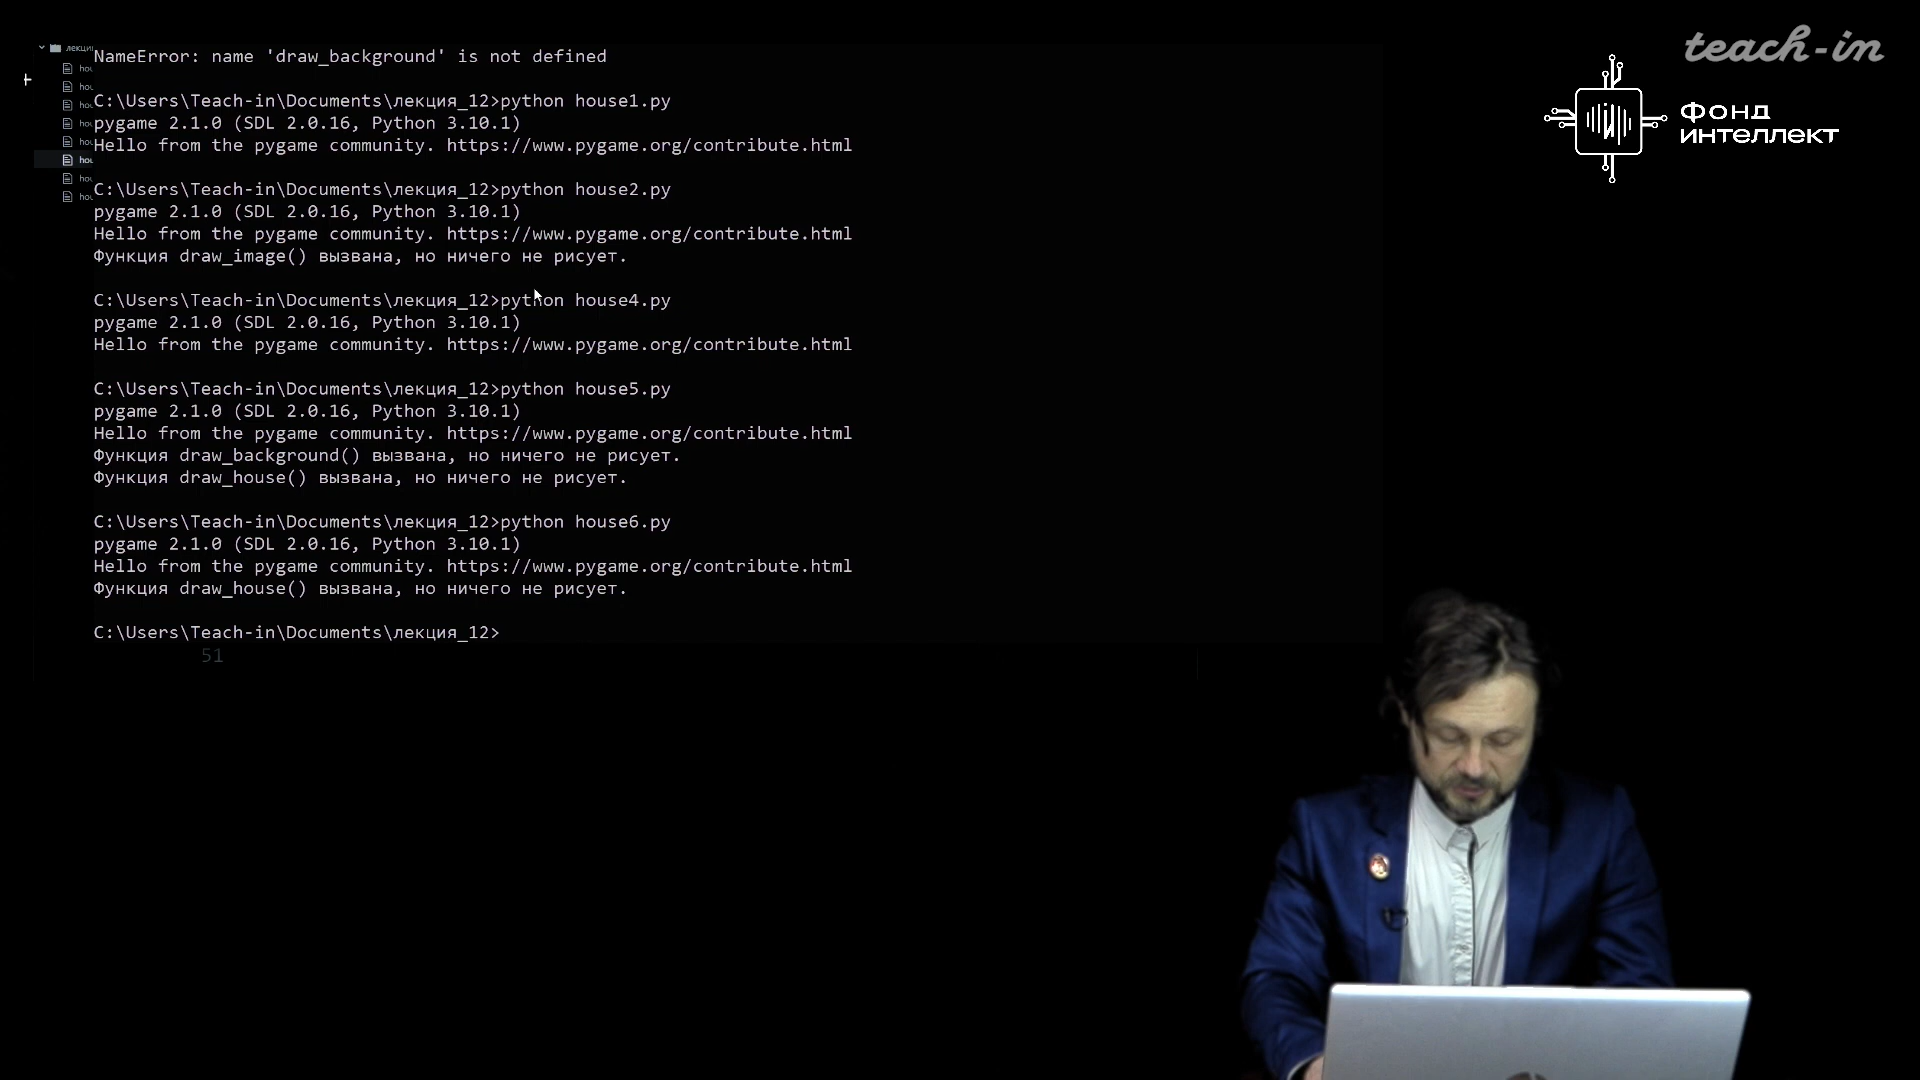 teach-in
ФОНД
ИНТЕЛЛЕКТ
лекци
NameError: name 'draw_background' is not defined
C:\Users\Teach-in\Documents\лекция_12>python house1.py
pygame 2.1.0 (SDL 2.0.16, Python 3.10.1)
Hello from the pygame community. https://www.pygame.org/contribute.html
C:\Users\Teach-in\Documents\лекция_12>python house2.py
pygame 2.1.0 (SDL 2.0.16, Python 3.10.1)
Hello from the pygame community. https://www.pygame.org/contribute.html
Функция draw_image() вызвана, но ничего не рисует.
C:\Users\Teach-in\Documents\лекция_12>python house4.py
pygame 2.1.0 (SDL 2.0.16, Python 3.10.1)
Hello from the pygame community. https://www.pygame.org/contribute.html
C:\Users\Teach-in\Documents\лекция_12>python house5.py
pygame 2.1.0 (SDL 2.0.16, Python 3.10.1)
Hello from the pygame community. https://www.pygame.org/contribute.html
Функция draw_background() вызвана, но ничего не рисует.
Функция draw_house() вызвана, но ничего не рисует.
C:\Users\Teach-in\Documents\лекция_12>python house6.py
pygame 2.1.0 (SDL 2.0.16, Python 3.10.1)
Hello from the pygame community. https://www.pygame.org/contribute.html
Функция draw_house() вызвана, но ничего не рисует.
C:\Users\Teach-in\Documents\лекция_12>
51